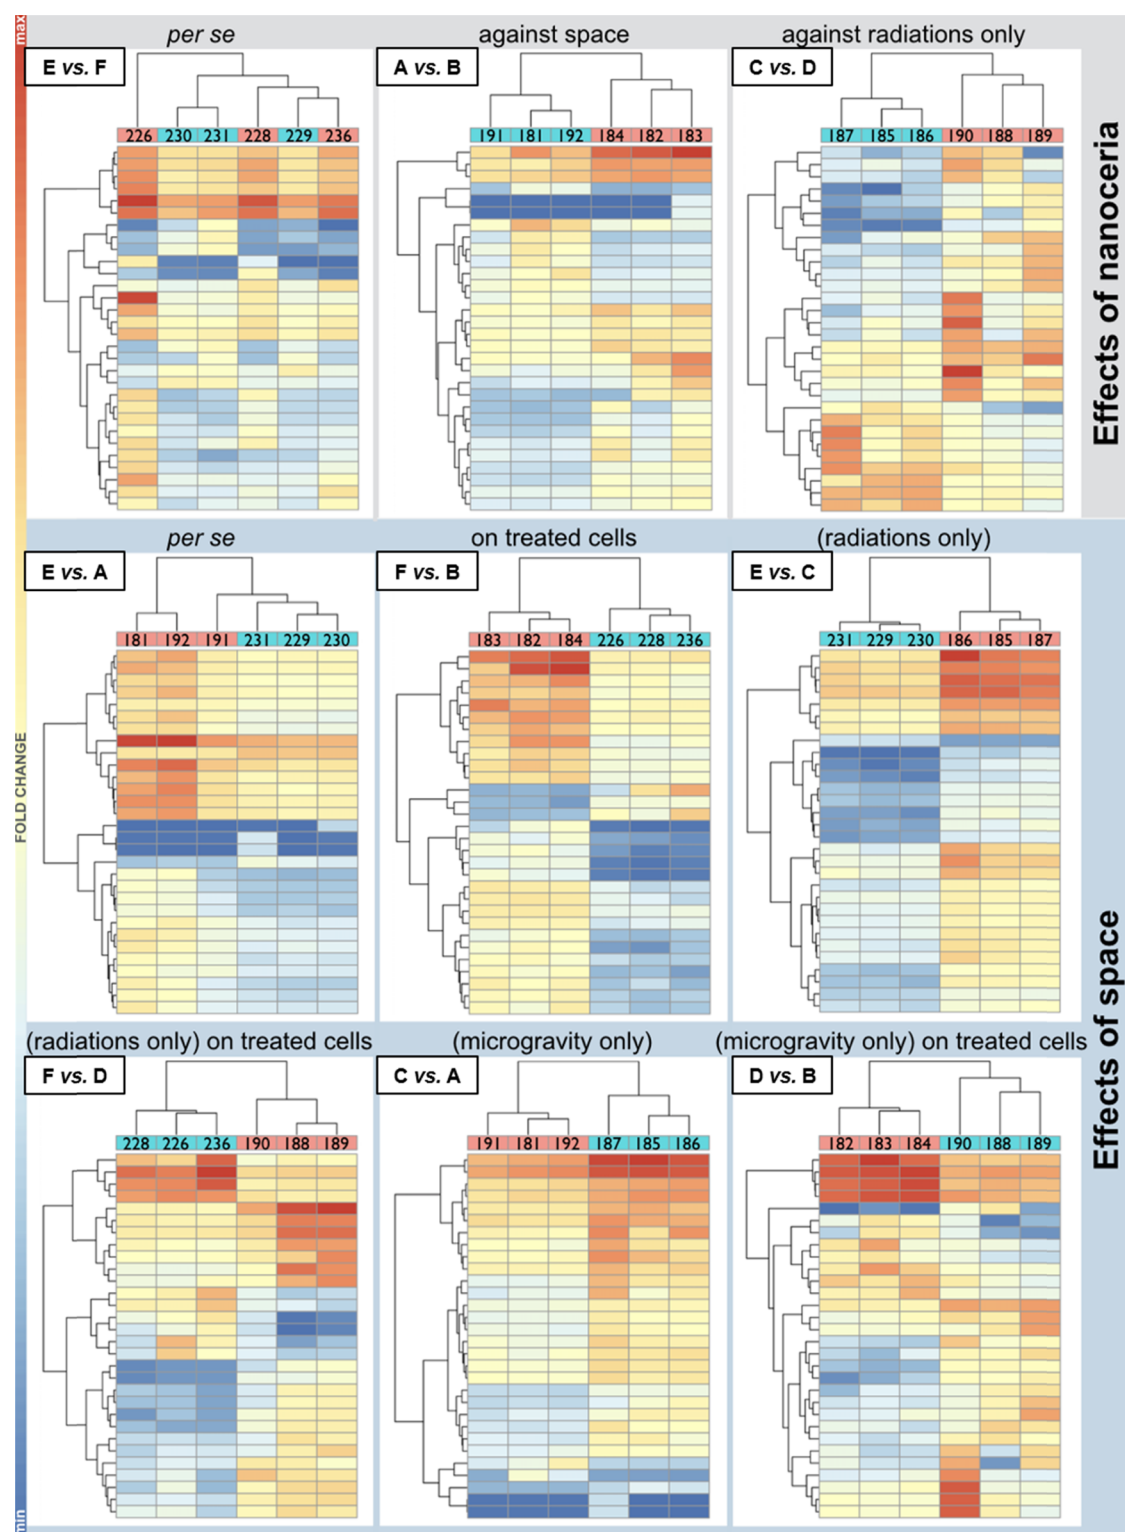 max
per se
against space
against radiations only
E vs. F
A vs. B
C vs. D
226 230 231 228 229 236
191 181 192 184 182 183
187 185 186 190 188 189
Effects of nanoceria
per se
on treated cells
(radiations only)
E vs. A
F vs. B
E vs. C
181 192 191 231 229 230
183 182 184 226 228 236
231 229 230 186 185 187
FOLD CHANGE
Effects of space
(radiations only) on treated cells
(microgravity only)
(microgravity only) on treated cells
F vs. D
C vs. A
D vs. B
228 226 236 190 188 189
191 181 192 187 185 186
182 183 184 190 188 189
min